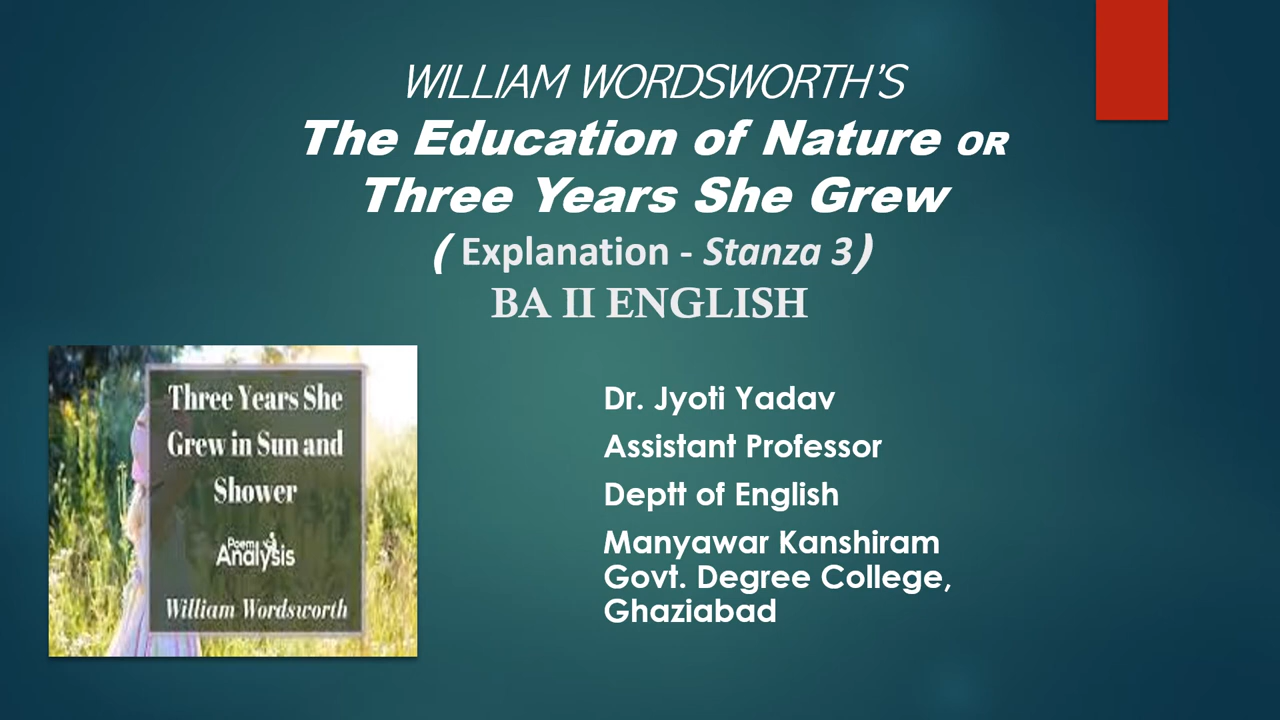 WILLIAM WORDSWORTH'S
The Education of Nature OR
Three Years She Grew
( Explanation - Stanza 3)
BA II ENGLISH
Three Years She
Grew in Sun and
Shower
Poem
Analysis
William Wordsworth
Dr. Jyoti Yadav
Assistant Professor
Deptt of English
Manyawar Kanshiram
Govt. Degree College,
Ghaziabad